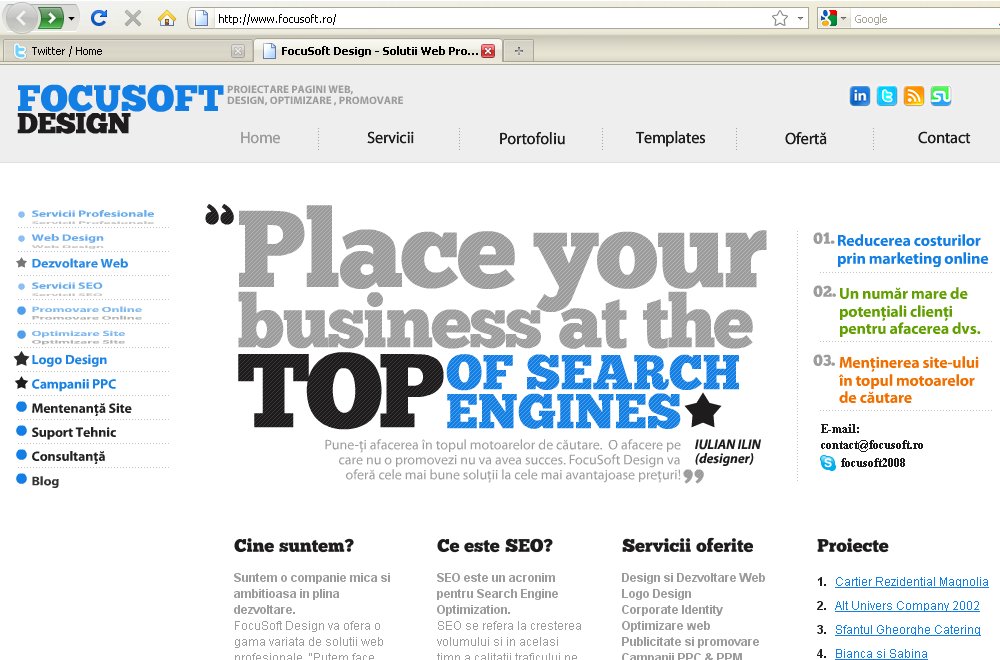 http://www.focusoft.ro/
Google
Twitter / Home
FocuSoft Design - Solutii Web Pro...
FOCUSOFT
DESIGN
PROIECTARE PAGINI WEB,
DESIGN, OPTIMIZARE , PROMOVARE
Home
Servicii
Portofoliu
Templates
Ofertă
Contact
Servicii Profesionale
Web Design
Dezvoltare Web
Servicii SEO
Promovare Online
Optimizare Site
Logo Design
Campanii PPC
Mentenanță Site
Suport Tehnic
Consultanță
Blog
“Place your
business at the
TOP OF SEARCH
ENGINES
Pune-ți afacerea în topul motoarelor de căutare. O afacere pe
care nu o promovezi nu va avea succes. FocuSoft Design va
oferă cele mai bune soluții la cele mai avantajoase prețuri!”
IULIAN ILIN
(designer)
01. Reducerea costurilor
prin marketing online
02. Un număr mare de
potențiali clienți
pentru afacerea dvs.
03. Menținerea site-ului
în topul motoarelor
de căutare
E-mail:
contact@focusoft.ro
focusoft2008
Cine suntem?
Suntem o companie mica si
ambitioasa in plina
dezvoltare.
FocuSoft Design va ofera o
gama variata de solutii web
profesionale. "Putem face
Ce este SEO?
SEO este un acronim
pentru Search Engine
Optimization.
SEO se refera la cresterea
volumului si in acelasi
timp a calitatii traficului pe
Servicii oferite
Design si Dezvoltare Web
Logo Design
Corporate Identity
Optimizare web
Publicitate si promovare
Campanii PPC & PPM
Proiecte
1. Cartier Rezidential Magnolia
2. Alt Univers Company 2002
3. Sfantul Gheorghe Catering
4. Bianca si Sabina